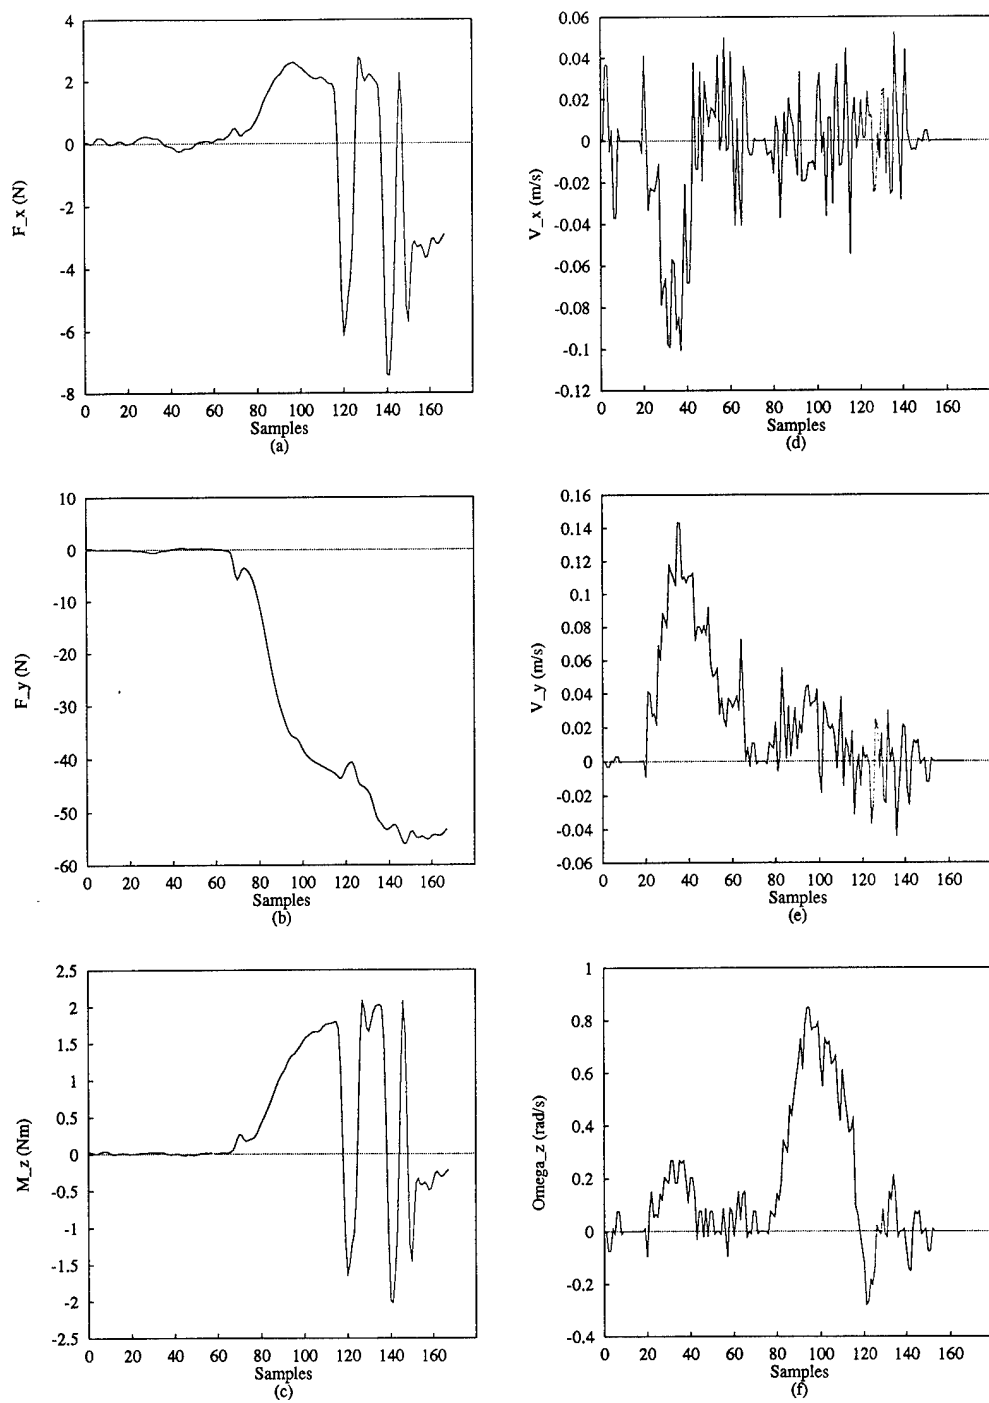 4
2
0
-2
-4
-6
-8
F_x (N)
0 20 40 60 80 100 120 140 160
Samples
(a)
0.06
0.04
0.02
0
-0.02
-0.04
-0.06
-0.08
-0.1
-0.12
V_x (m/s)
0 20 40 60 80 100 120 140 160
Samples
(d)
10
0
-10
-20
-30
-40
-50
-60
F_y (N)
0 20 40 60 80 100 120 140 160
Samples
(b)
0.16
0.14
0.12
0.1
0.08
0.06
0.04
0.02
0
-0.02
-0.04
-0.06
V_y (m/s)
0 20 40 60 80 100 120 140 160
Samples
(e)
2.5
2
1.5
1
0.5
0
-0.5
-1
-1.5
-2
-2.5
M_z (Nm)
0 20 40 60 80 100 120 140 160
Samples
(c)
1
0.8
0.6
0.4
0.2
0
-0.2
-0.4
Omega_z (rad/s)
0 20 40 60 80 100 120 140 160
Samples
(f)